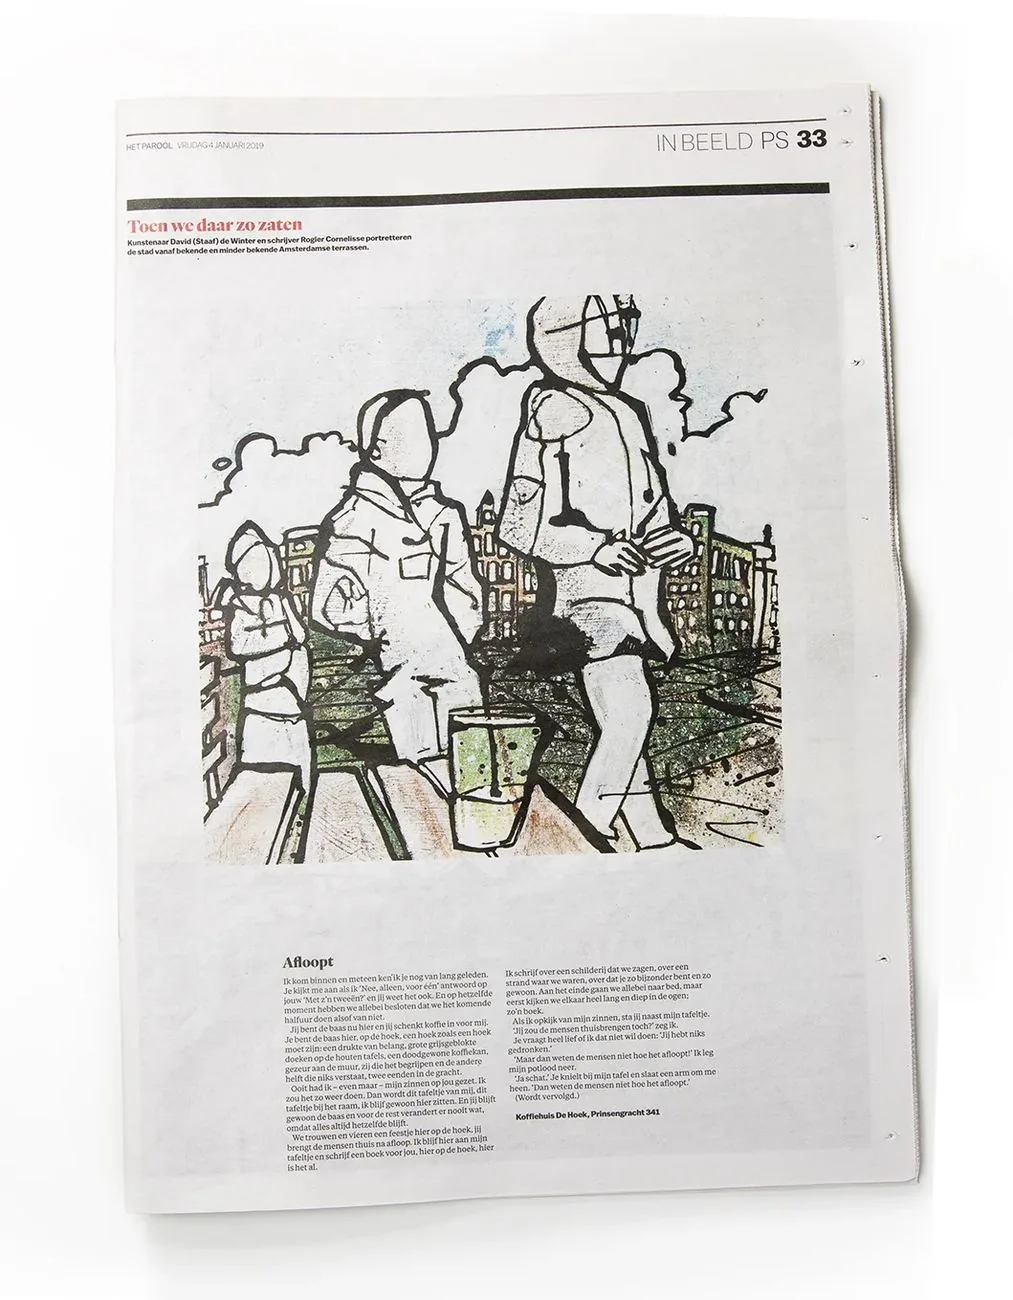 HET PAROOL VRIJDAG 4 JANUARI 2019
IN BEELD PS 33
Toen we daar zo zaten
Kunstenaar David (Staaf) de Winter en schrijver Rogier Cornelisse portretteren
de stad vanaf bekende en minder bekende Amsterdamse terrassen.
Afloopt
Ik kom binnen en meteen ken ik je nog van lang geleden.
Je kijkt me aan als ik 'Nee, alleen, voor één' antwoord op
jouw 'Met z'n tweeën?' en jij weet het ook. En op hetzelfde
moment hebben we allebei besloten dat we het komende
halfuur doen alsof van niet.
Jij bent de baas nu hier en jij schenkt koffie in voor mij.
Je bent de baas hier, op de hoek, een hoek zoals een hoek
moet zijn: een drukte van belang, grote grijsgeblokte
doeken op de houten tafels, een doodgewone koffiekan,
gezeur aan de muur, zij die het begrijpen en de andere
helft die niks verstaat, twee eenden in de gracht.
Ooit had ik – even maar – mijn zinnen op jou gezet. Ik
zou het zo weer doen. Dan wordt dit tafeltje van mij, dit
tafeltje bij het raam, ik blijf gewoon hier zitten. En jij blijft
gewoon de baas en voor de rest verandert er nooit wat,
omdat alles altijd hetzelfde blijft.
We trouwen en vieren een feestje hier op de hoek, jij
brengt de mensen thuis na afloop. Ik blijf hier aan mijn
tafeltje en schrijf een boek voor jou, hier op de hoek, hier
is het al.
Ik schrijf over een schilderij dat we zagen, over een
strand waar we waren, over dat je zo bijzonder bent en zo
gewoon. Aan het einde gaan we allebei naar bed, maar
eerst kijken we elkaar heel lang en diep in de ogen;
zo'n boek.
Als ik opkijk van mijn zinnen, sta jij naast mijn tafeltje.
'Jij zou de mensen thuisbrengen toch?' zeg ik.
Je vraagt heel lief of ik dat niet wil doen: 'Jij hebt niks
gedronken.'
'Maar dan weten de mensen niet hoe het afloopt!' Ik leg
mijn potlood neer.
'Ja schat.' Je knielt bij mijn tafel en slaat een arm om me
heen. 'Dan weten de mensen niet hoe het afloopt.'
(Wordt vervolgd.)
Koffiehuis De Hoek, Prinsengracht 341